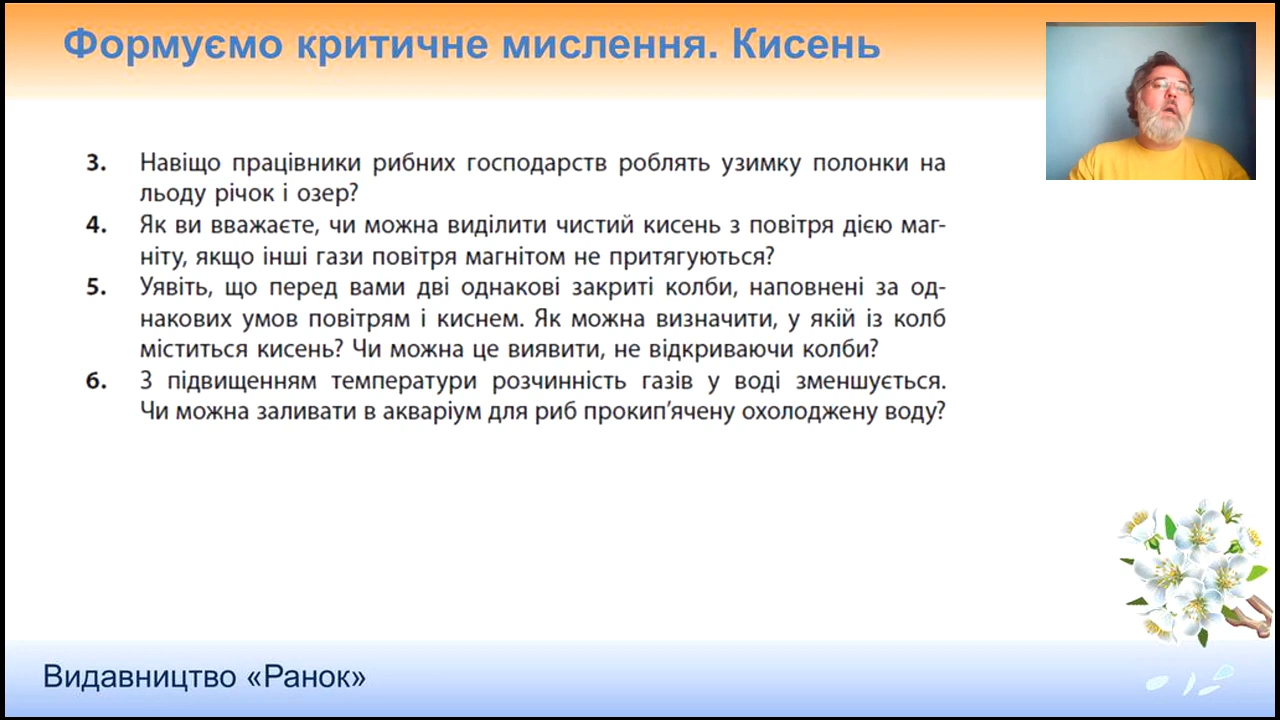 Формуємо критичне мислення. Кисень
3. Навіщо працівники рибних господарств роблять узимку полонки на
льоду річок і озер?
4. Як ви вважаєте, чи можна виділити чистий кисень з повітря дією маг-
ніту, якщо інші гази повітря магнітом не притягуються?
5. Уявіть, що перед вами дві однакові закриті колби, наповнені за од-
накових умов повітрям і киснем. Як можна визначити, у якій із колб
міститься кисень? Чи можна це виявити, не відкриваючи колби?
6. З підвищенням температури розчинність газів у воді зменшується.
Чи можна заливати в акваріум для риб прокип’ячену охолоджену воду?
Видавництво «Ранок»